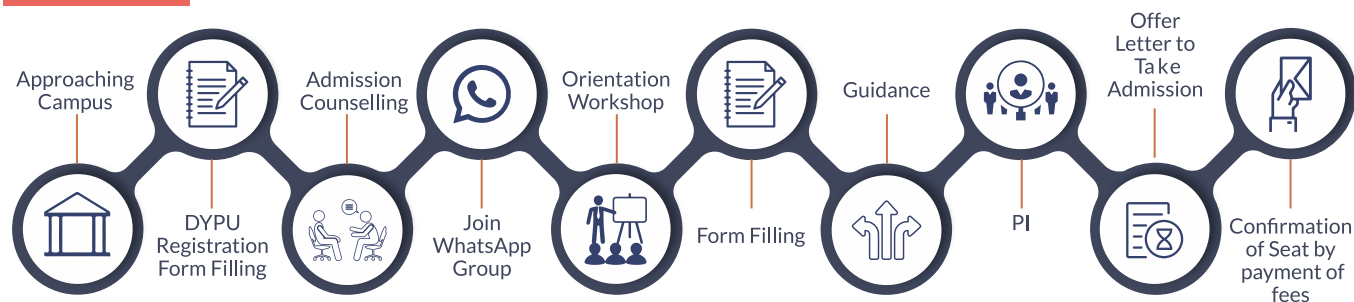 Approaching
Campus
DYPU
Registration
Form Filling
Admission
Counselling
Join
WhatsApp
Group
Orientation
Workshop
Form Filling
Guidance
PI
Offer
Letter to
Take
Admission
Confirmation
of Seat by
payment of
fees